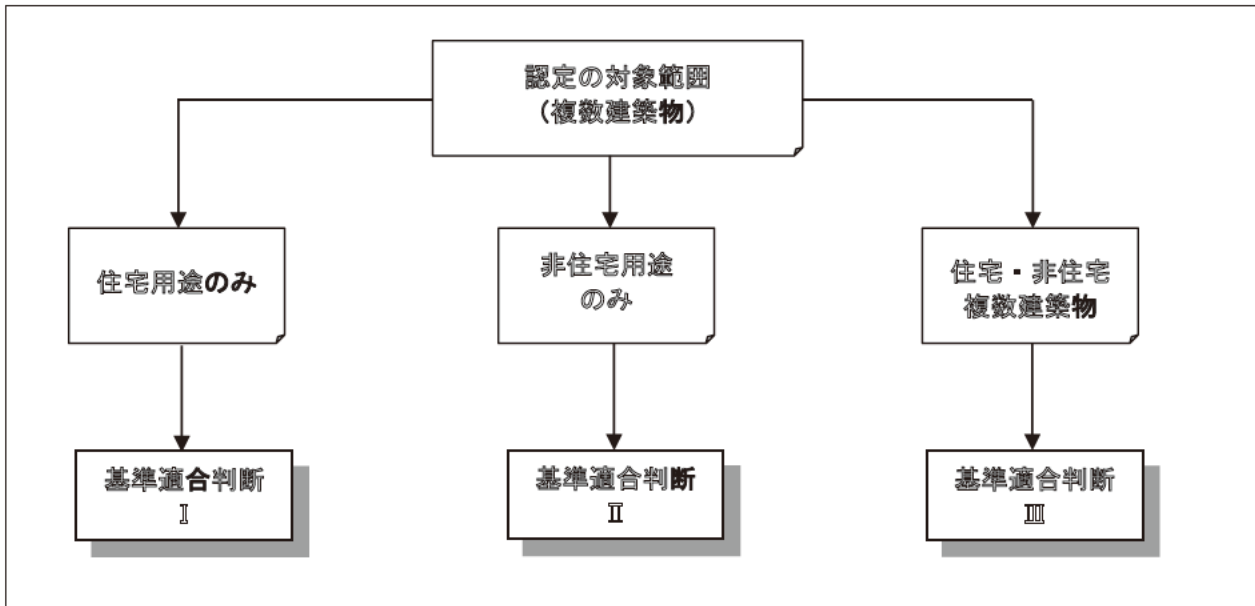 認定の対象範囲
（複数建築物）
住宅用途のみ
非住宅用途
のみ
住宅・非住宅
複数建築物
基準適合判断
Ⅰ
基準適合判断
Ⅱ
基準適合判断
Ⅲ